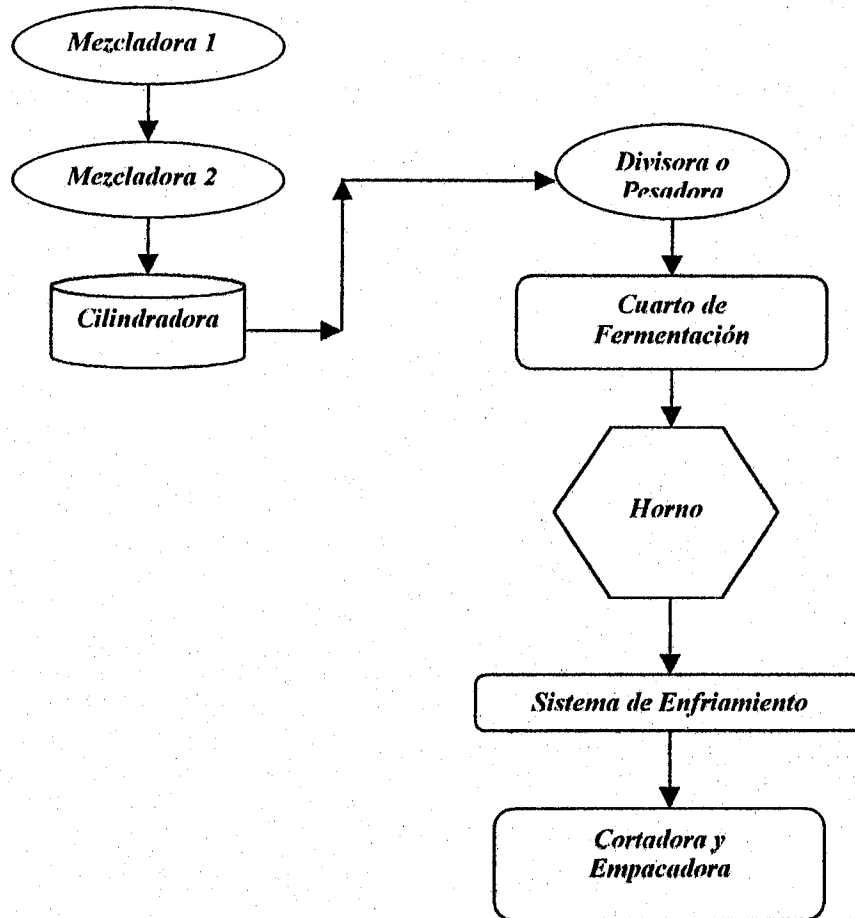 Mezcladora 1
Mezcladora 2
Cilindradora
Divisora o
Pesadora
Cuarto de
Fermentación
Horno
Sistema de Enfriamiento
Cortadora y
Empacadora